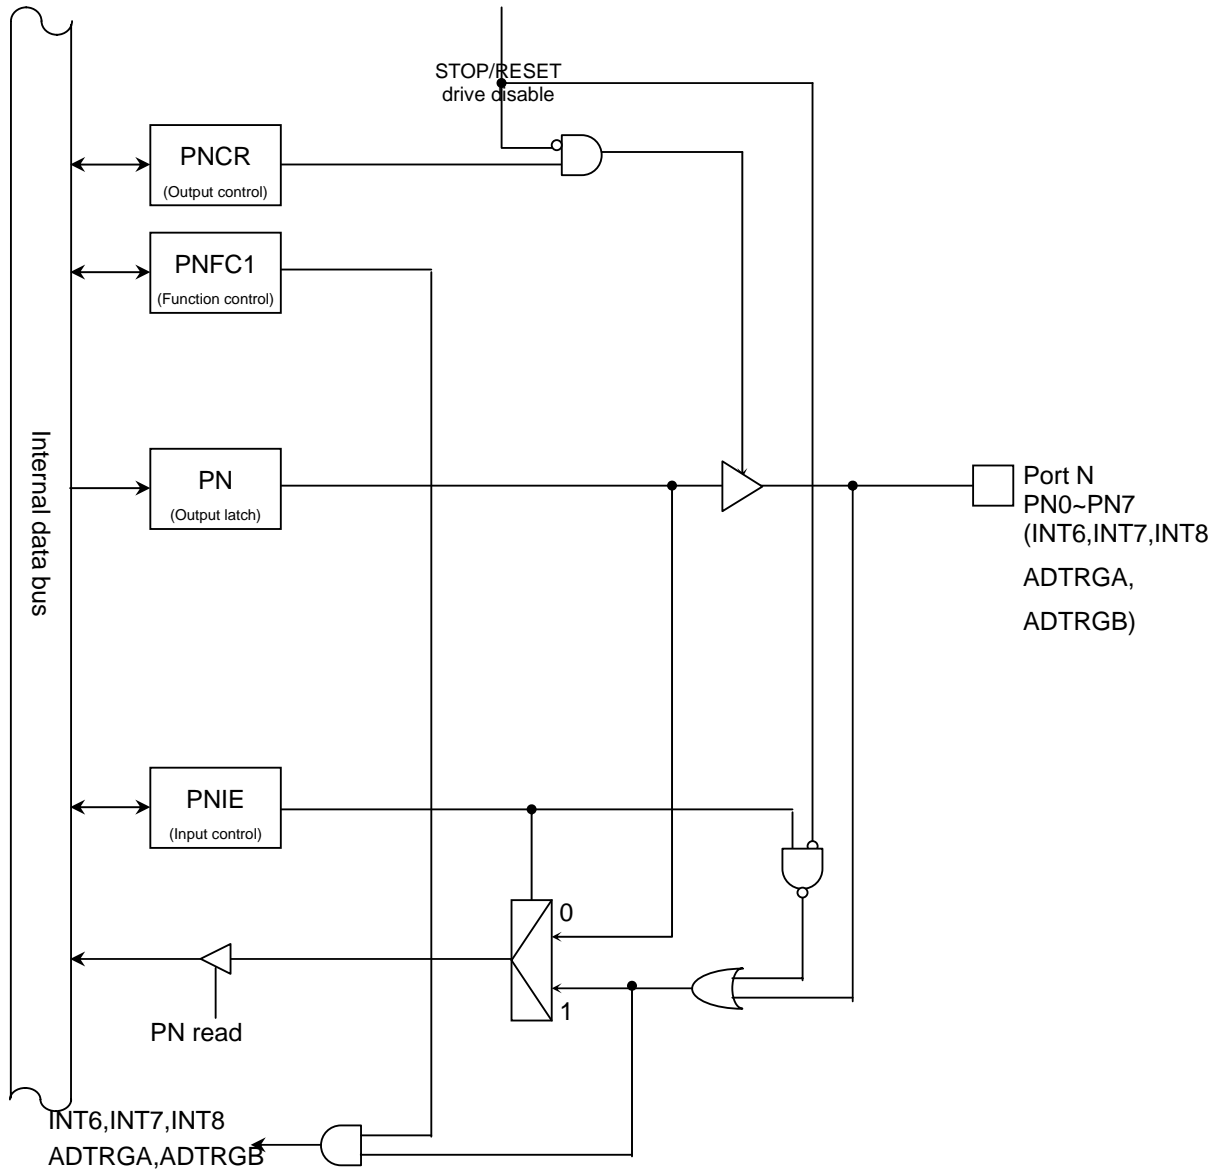 STOP/RESET
drive disable
PNCR
(Output control)
PNFC1
(Function control)
Internal data bus
PN
(Output latch)
Port N
PN0~PN7
(INT6,INT7,INT8
ADTRGA,
ADTRGB)
PNIE
(Input control)
0
1
PN read
INT6,INT7,INT8
ADTRGA,ADTRGB